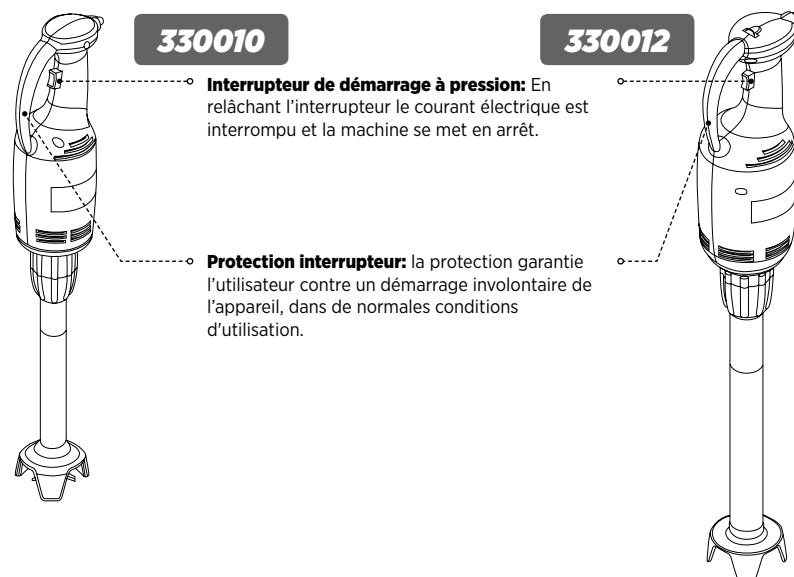 330010
330012
Interrupteur de démarrage à pression: En
relâchant l’interrupteur le courant électrique est
interrompu et la machine se met en arrêt.
Protection interrupteur: la protection garantie
l’utilisateur contre un démarrage involontaire de
l’appareil, dans de normales conditions
d'utilisation.